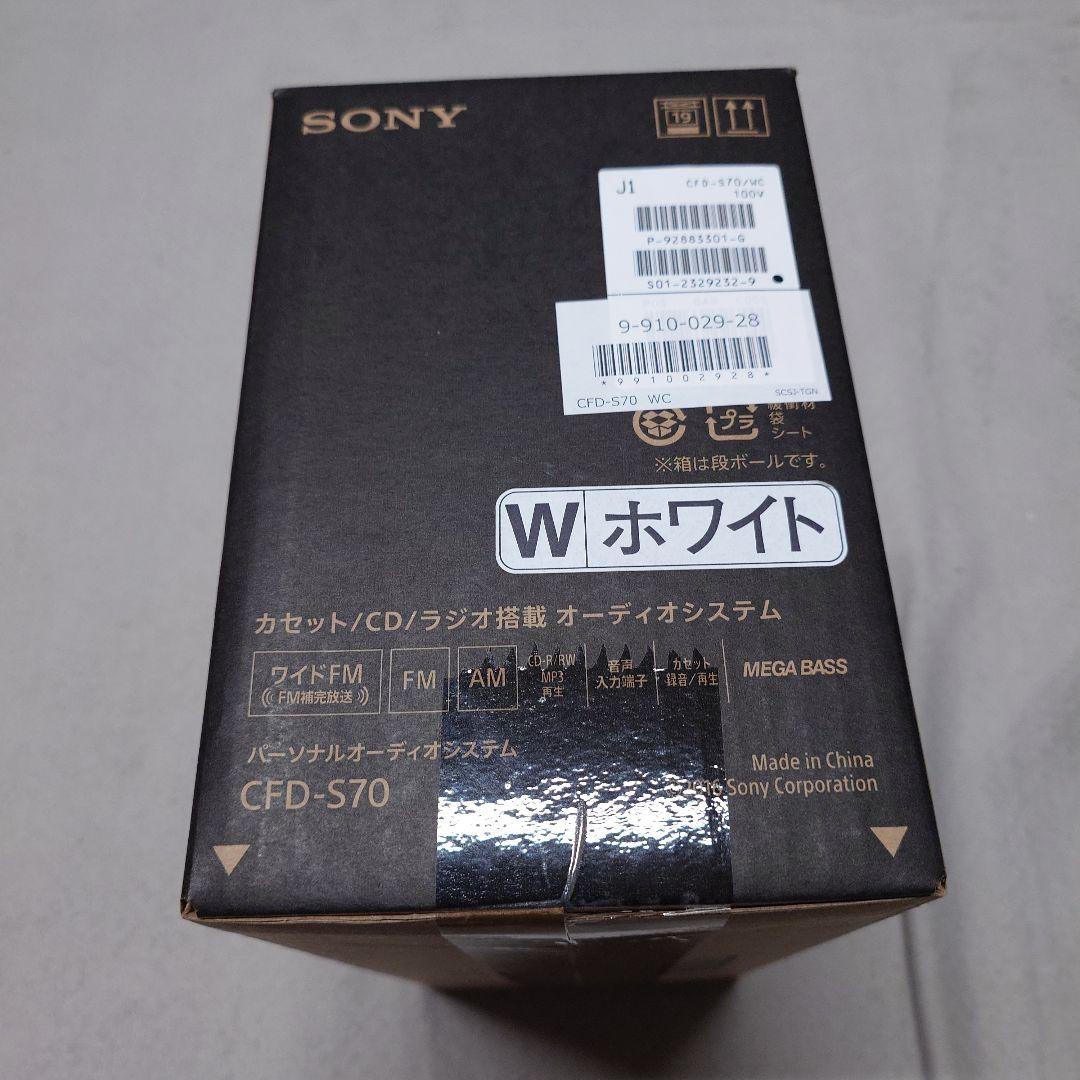 SONY
19
J1 CFD-S70/WC
100V
P-92883301-G
S01-2329232-9
9-910-029-28
*991002928*
CFD-S70 WC SCSJ-TGN
プラ
緩衝材
袋
シート
※箱は段ボールです。
W ホワイト
カセット/CD/ラジオ搭載 オーディオシステム
ワイドFM
FM補完放送
FM
AM
CD-R/RW
MP3
再生
音声
入力端子
カセット
録音/再生
MEGA BASS
パーソナルオーディオシステム
CFD-S70
Made in China
©2016 Sony Corporation